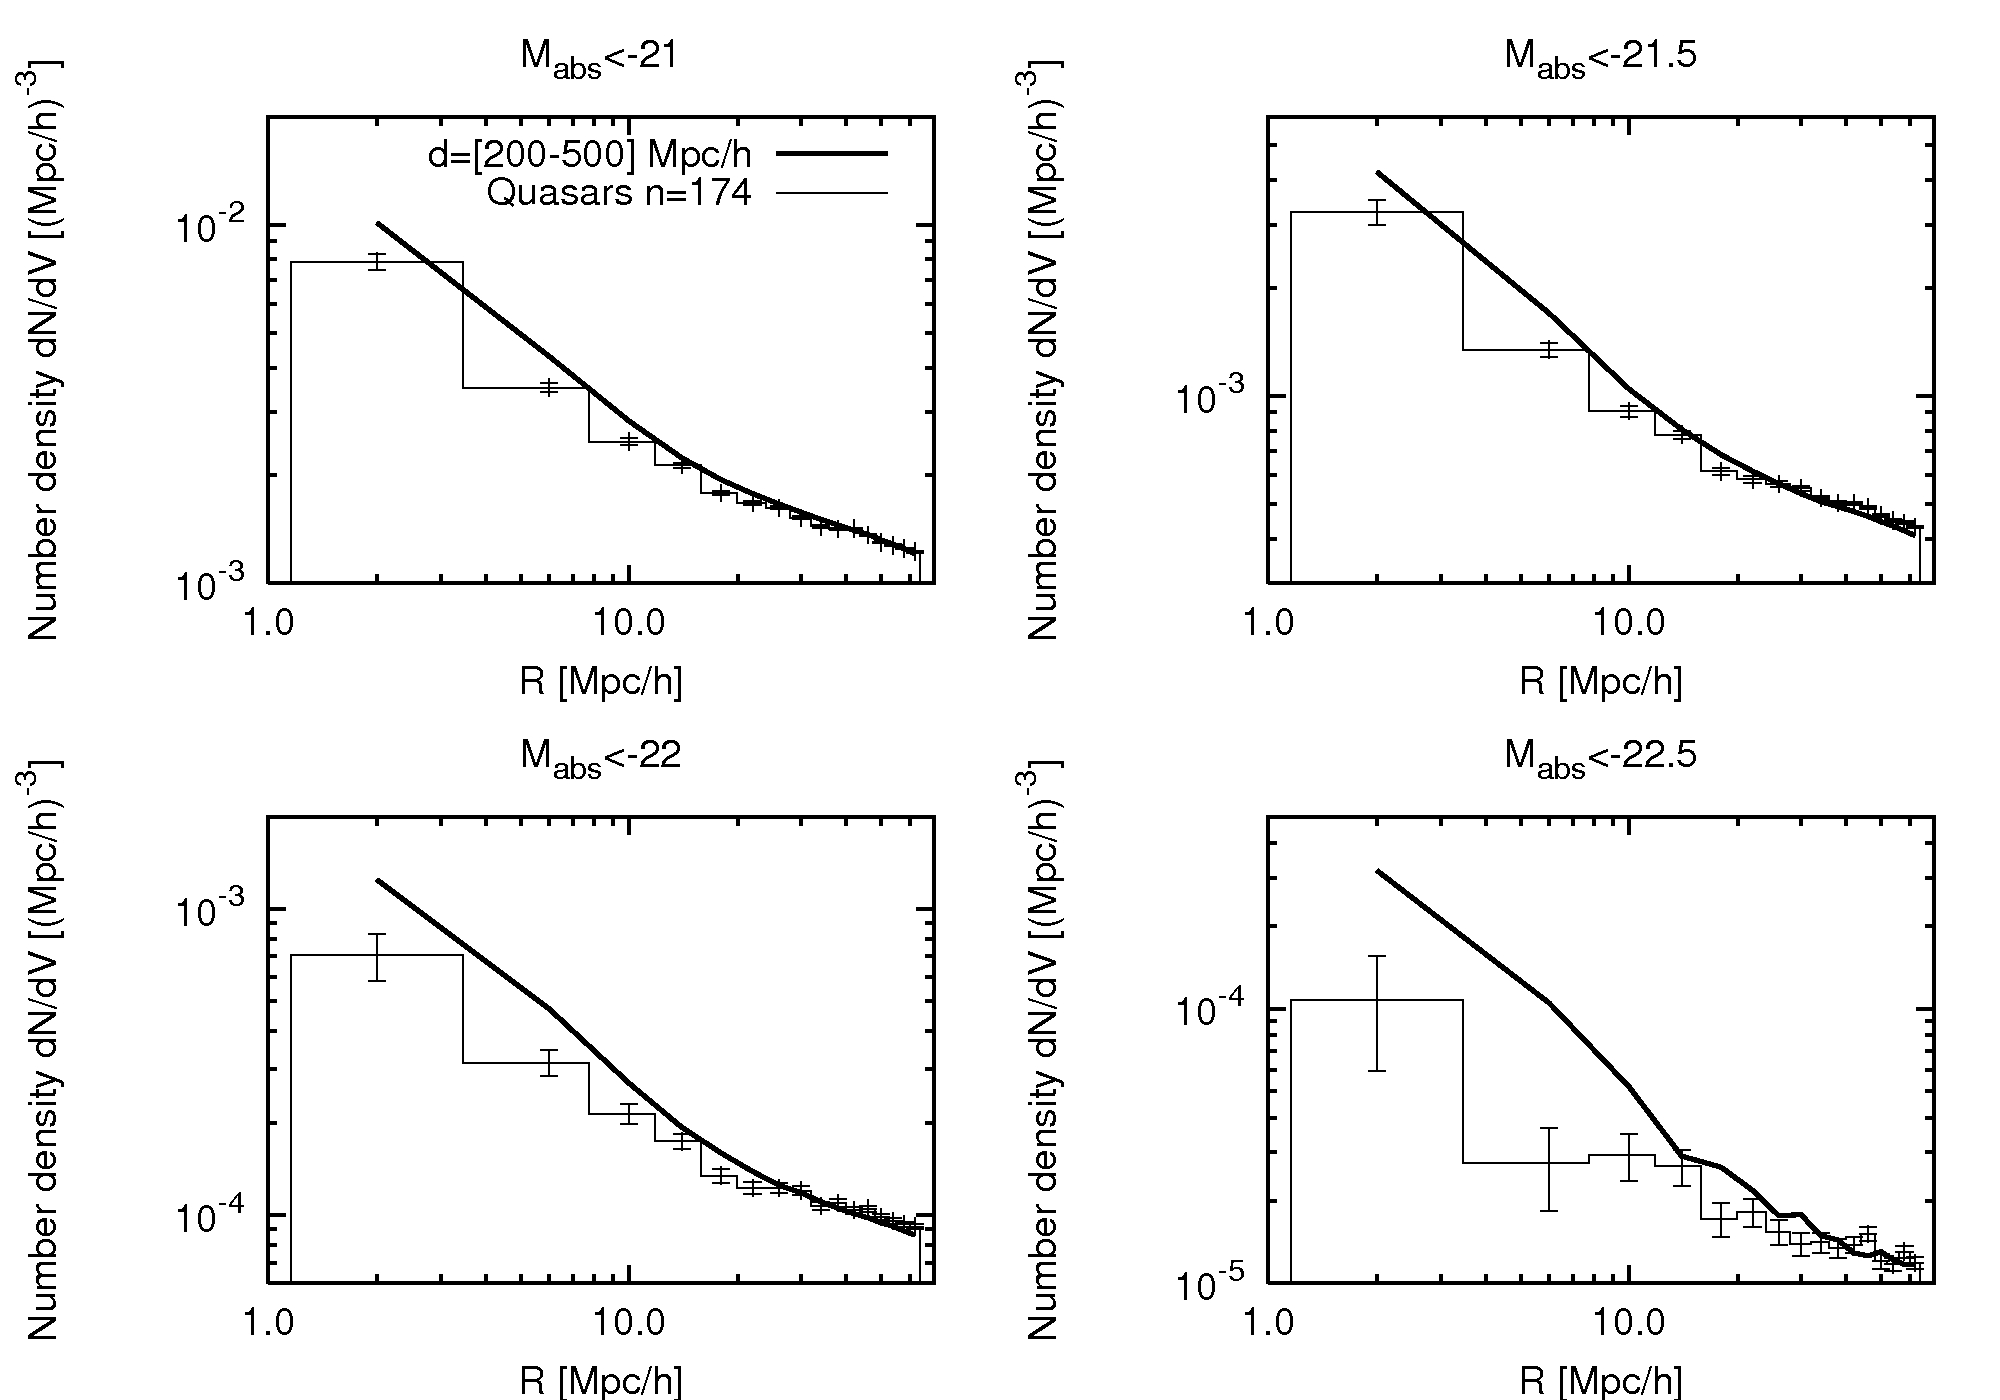 M_abs<-21
Number density dN/dV [(Mpc/h)^-3]
d=[200-500] Mpc/h
Quasars n=174
10^-2
10^-3
1.0 10.0
R [Mpc/h]
M_abs<-21.5
Number density dN/dV [(Mpc/h)^-3]
10^-3
1.0 10.0
R [Mpc/h]
M_abs<-22
Number density dN/dV [(Mpc/h)^-3]
10^-3
10^-4
1.0 10.0
R [Mpc/h]
M_abs<-22.5
Number density dN/dV [(Mpc/h)^-3]
10^-4
10^-5
1.0 10.0
R [Mpc/h]